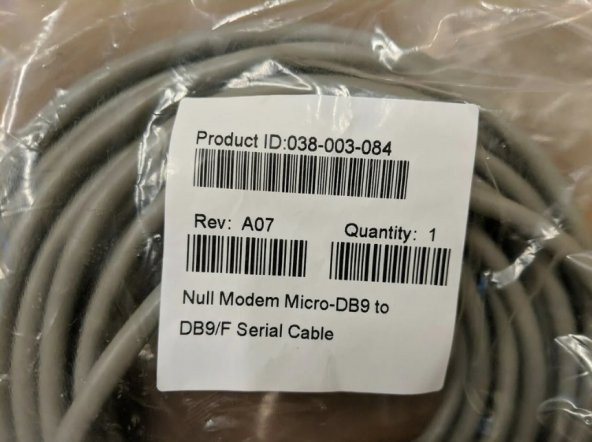 Product ID:038-003-084
Rev: A07 Quantity: 1
Null Modem Micro-DB9 to
DB9/F Serial Cable